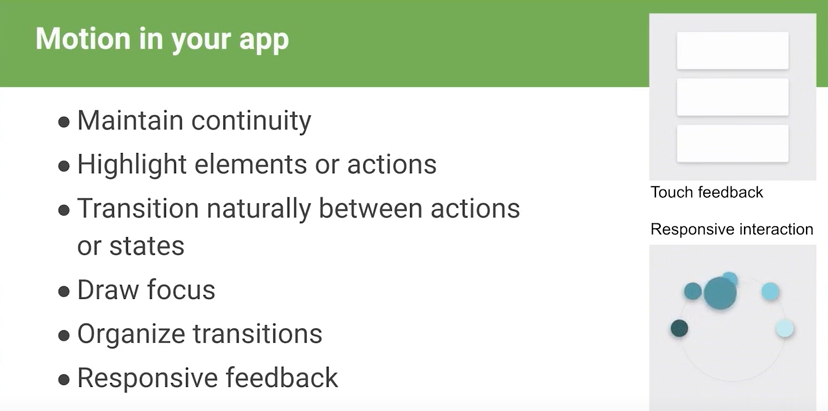 Motion in your app
● Maintain continuity
● Highlight elements or actions
● Transition naturally between actions
or states
● Draw focus
● Organize transitions
● Responsive feedback
Touch feedback
Responsive interaction